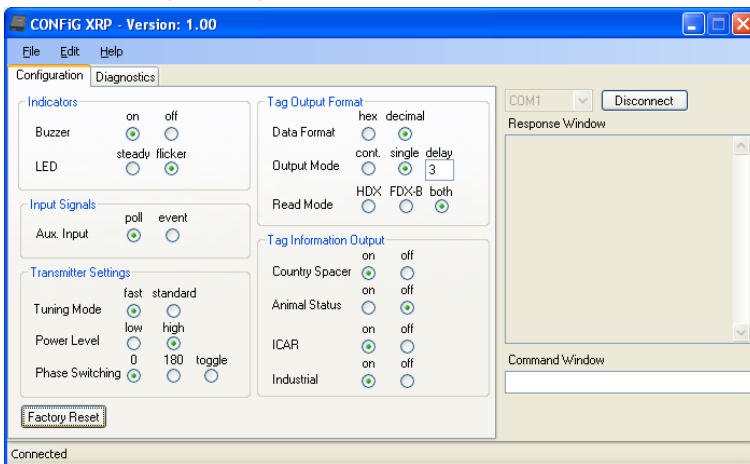 CONFiG XRP - Version: 1.00
File Edit Help
Configuration Diagnostics
Indicators
on off
Buzzer
steady flicker
LED
Input Signals
poll event
Aux. Input
Transmitter Settings
fast standard
Tuning Mode
low high
Power Level
0 180 toggle
Phase Switching
Factory Reset
Tag Output Format
hex decimal
Data Format
cont. single delay
Output Mode 3
HDX FDX-B both
Read Mode
Tag Information Output
on off
Country Spacer
on off
Animal Status
on off
ICAR
on off
Industrial
COM1 Disconnect
Response Window
Command Window
Connected